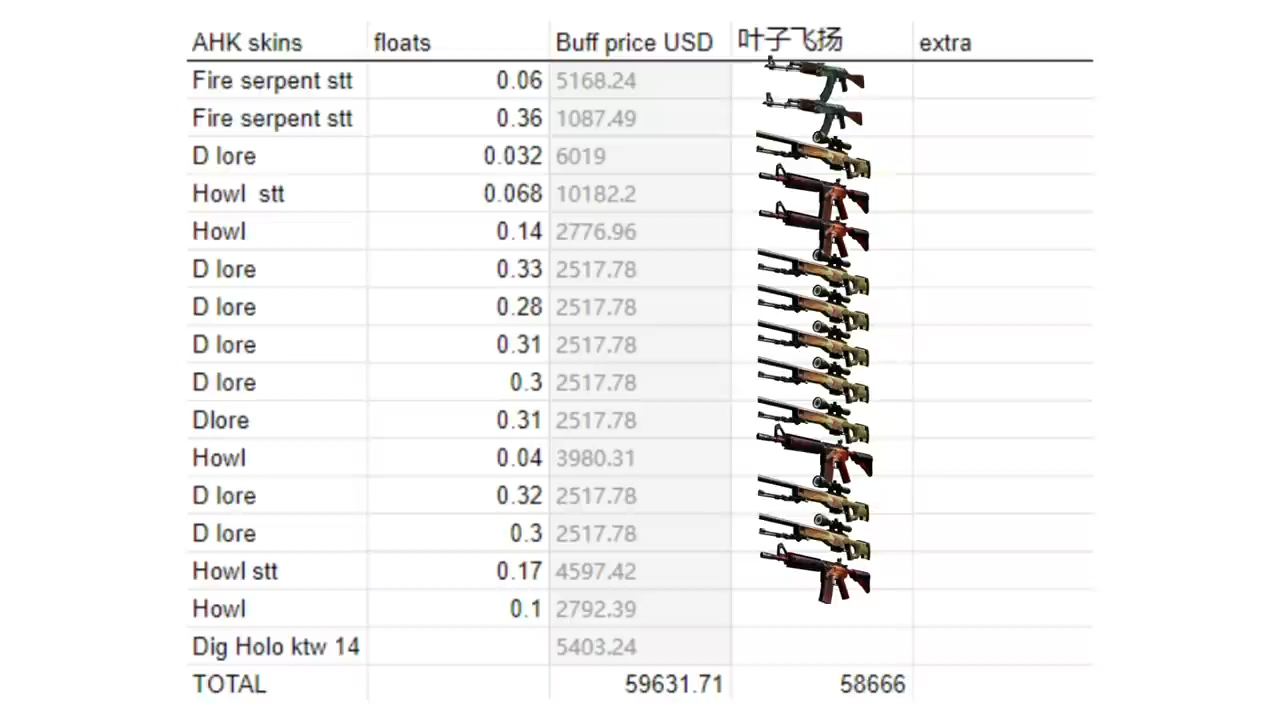 AHK skins floats Buff price USD 叶子飞扬 extra
Fire serpent stt 0.06 5168.24
Fire serpent stt 0.36 1087.49
D lore 0.032 6019
Howl stt 0.068 10182.2
Howl 0.14 2776.96
D lore 0.33 2517.78
D lore 0.28 2517.78
D lore 0.31 2517.78
D lore 0.3 2517.78
Dlore 0.31 2517.78
Howl 0.04 3980.31
D lore 0.32 2517.78
D lore 0.3 2517.78
Howl stt 0.17 4597.42
Howl 0.1 2792.39
Dig Holo ktw 14 5403.24
TOTAL 59631.71 58666